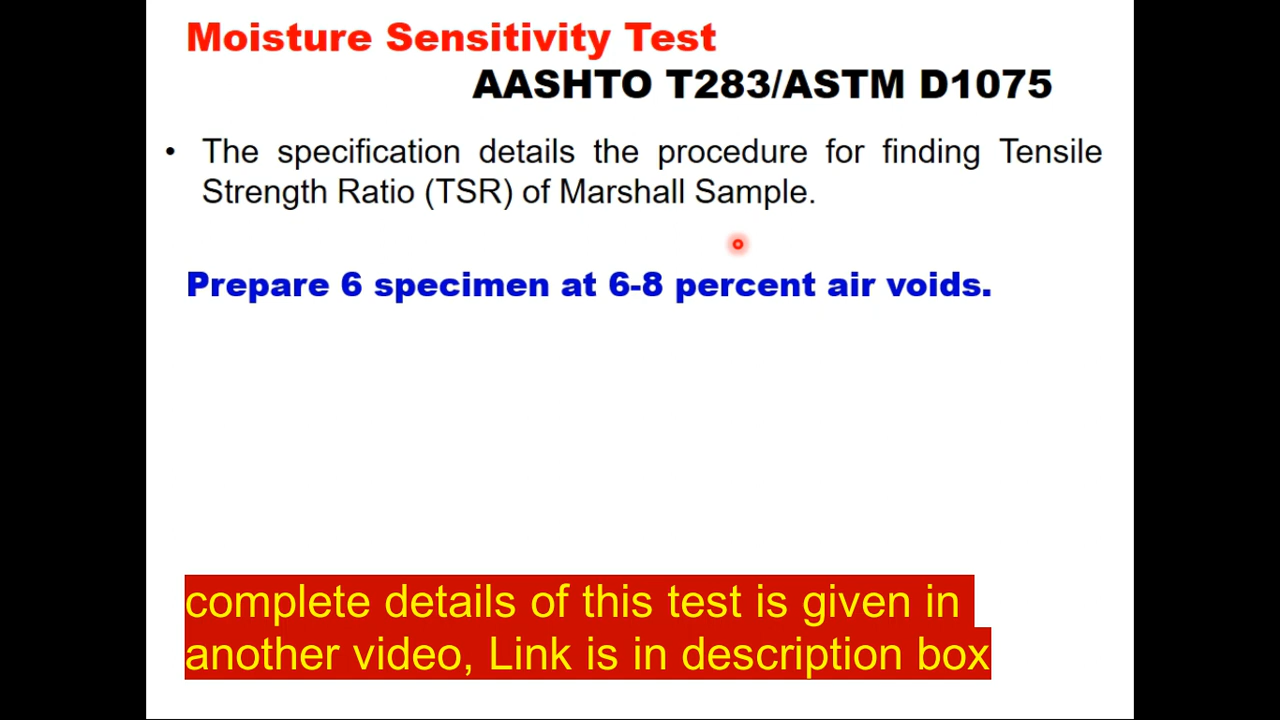 Moisture Sensitivity Test
AASHTO T283/ASTM D1075
• The specification details the procedure for finding Tensile
Strength Ratio (TSR) of Marshall Sample.
Prepare 6 specimen at 6-8 percent air voids.
complete details of this test is given in
another video, Link is in description box